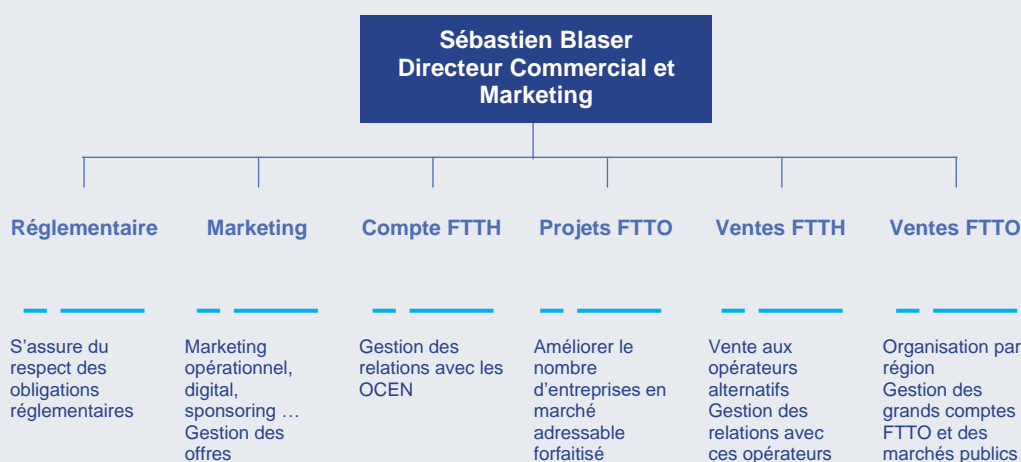 Sébastien Blaser
Directeur Commercial et
Marketing
Réglementaire
Marketing
Compte FTTH
Projets FTTO
Ventes FTTH
Ventes FTTO
S’assure du
respect des
obligations
réglementaires
Marketing
opérationnel,
digital,
sponsoring …
Gestion des
offres
Gestion des
relations avec les
OCEN
Améliorer le
nombre
d’entreprises en
marché
adressable
forfaitisé
Vente aux
opérateurs
alternatifs
Gestion des
relations avec
ces opérateurs
Organisation par
région
Gestion des
grands comptes
FTTO et des
marchés publics